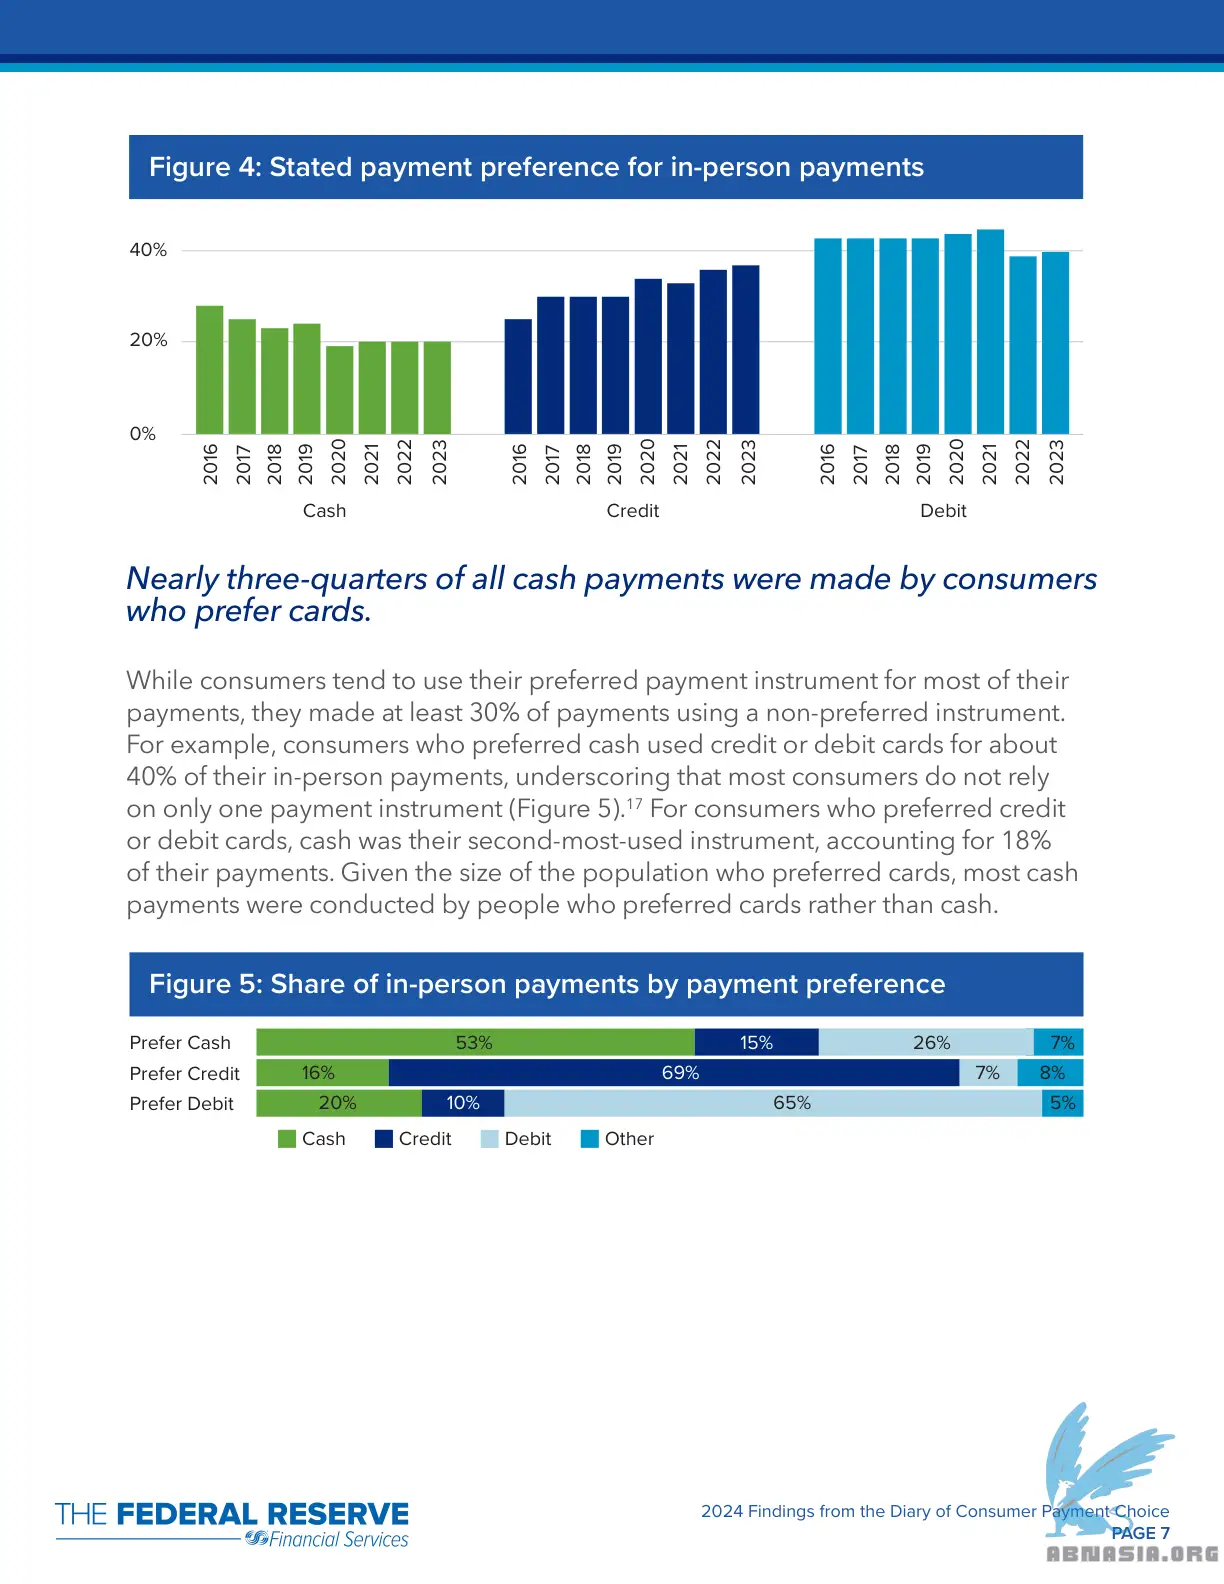 Figure 4: Stated payment preference for in-person payments
40%
20%
0%
2016 2017 2018 2019 2020 2021 2022 2023
2016 2017 2018 2019 2020 2021 2022 2023
2016 2017 2018 2019 2020 2021 2022 2023
Cash
Credit
Debit
Nearly three-quarters of all cash payments were made by consumers
who prefer cards.
While consumers tend to use their preferred payment instrument for most of their
payments, they made at least 30% of payments using a non-preferred instrument.
For example, consumers who preferred cash used credit or debit cards for about
40% of their in-person payments, underscoring that most consumers do not rely
on only one payment instrument (Figure 5).17 For consumers who preferred credit
or debit cards, cash was their second-most-used instrument, accounting for 18%
of their payments. Given the size of the population who preferred cards, most cash
payments were conducted by people who preferred cards rather than cash.
Figure 5: Share of in-person payments by payment preference
Prefer Cash 53% 15% 26% 7%
Prefer Credit 16% 69% 7% 8%
Prefer Debit 20% 10% 65% 5%
Cash Credit Debit Other
THE FEDERAL RESERVE
Financial Services
2024 Findings from the Diary of Consumer Payment Choice
PAGE 7
ABNASIA.ORG